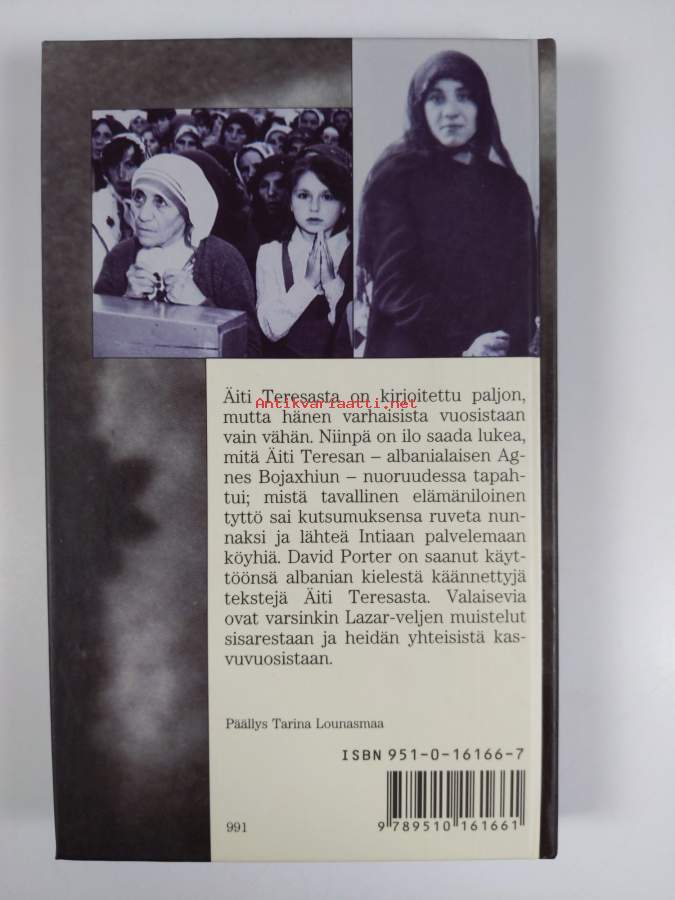 Äiti Teresasta on kirjoitettu paljon,
Antikvariaatti.net
mutta hänen varhaisista vuosistaan
vain vähän. Niinpä on ilo saada lukea,
mitä Äiti Teresan – albanialaisen Ag-
nes Bojaxhiun – nuoruudessa tapah-
tui; mistä tavallinen elämäniloinen
tyttö sai kutsumuksensa ruveta nun-
naksi ja lähteä Intiaan palvelemaan
köyhiä. David Porter on saanut käyt-
töönsä albanian kielestä käännettyjä
tekstejä Äiti Teresasta. Valaisevia
ovat varsinkin Lazar-veljen muistelut
sisarestaan ja heidän yhteisistä kas-
vuvuosistaan.
Päällys Tarina Lounasmaa
ISBN 951-0-16166-7
991
9 789510 161661